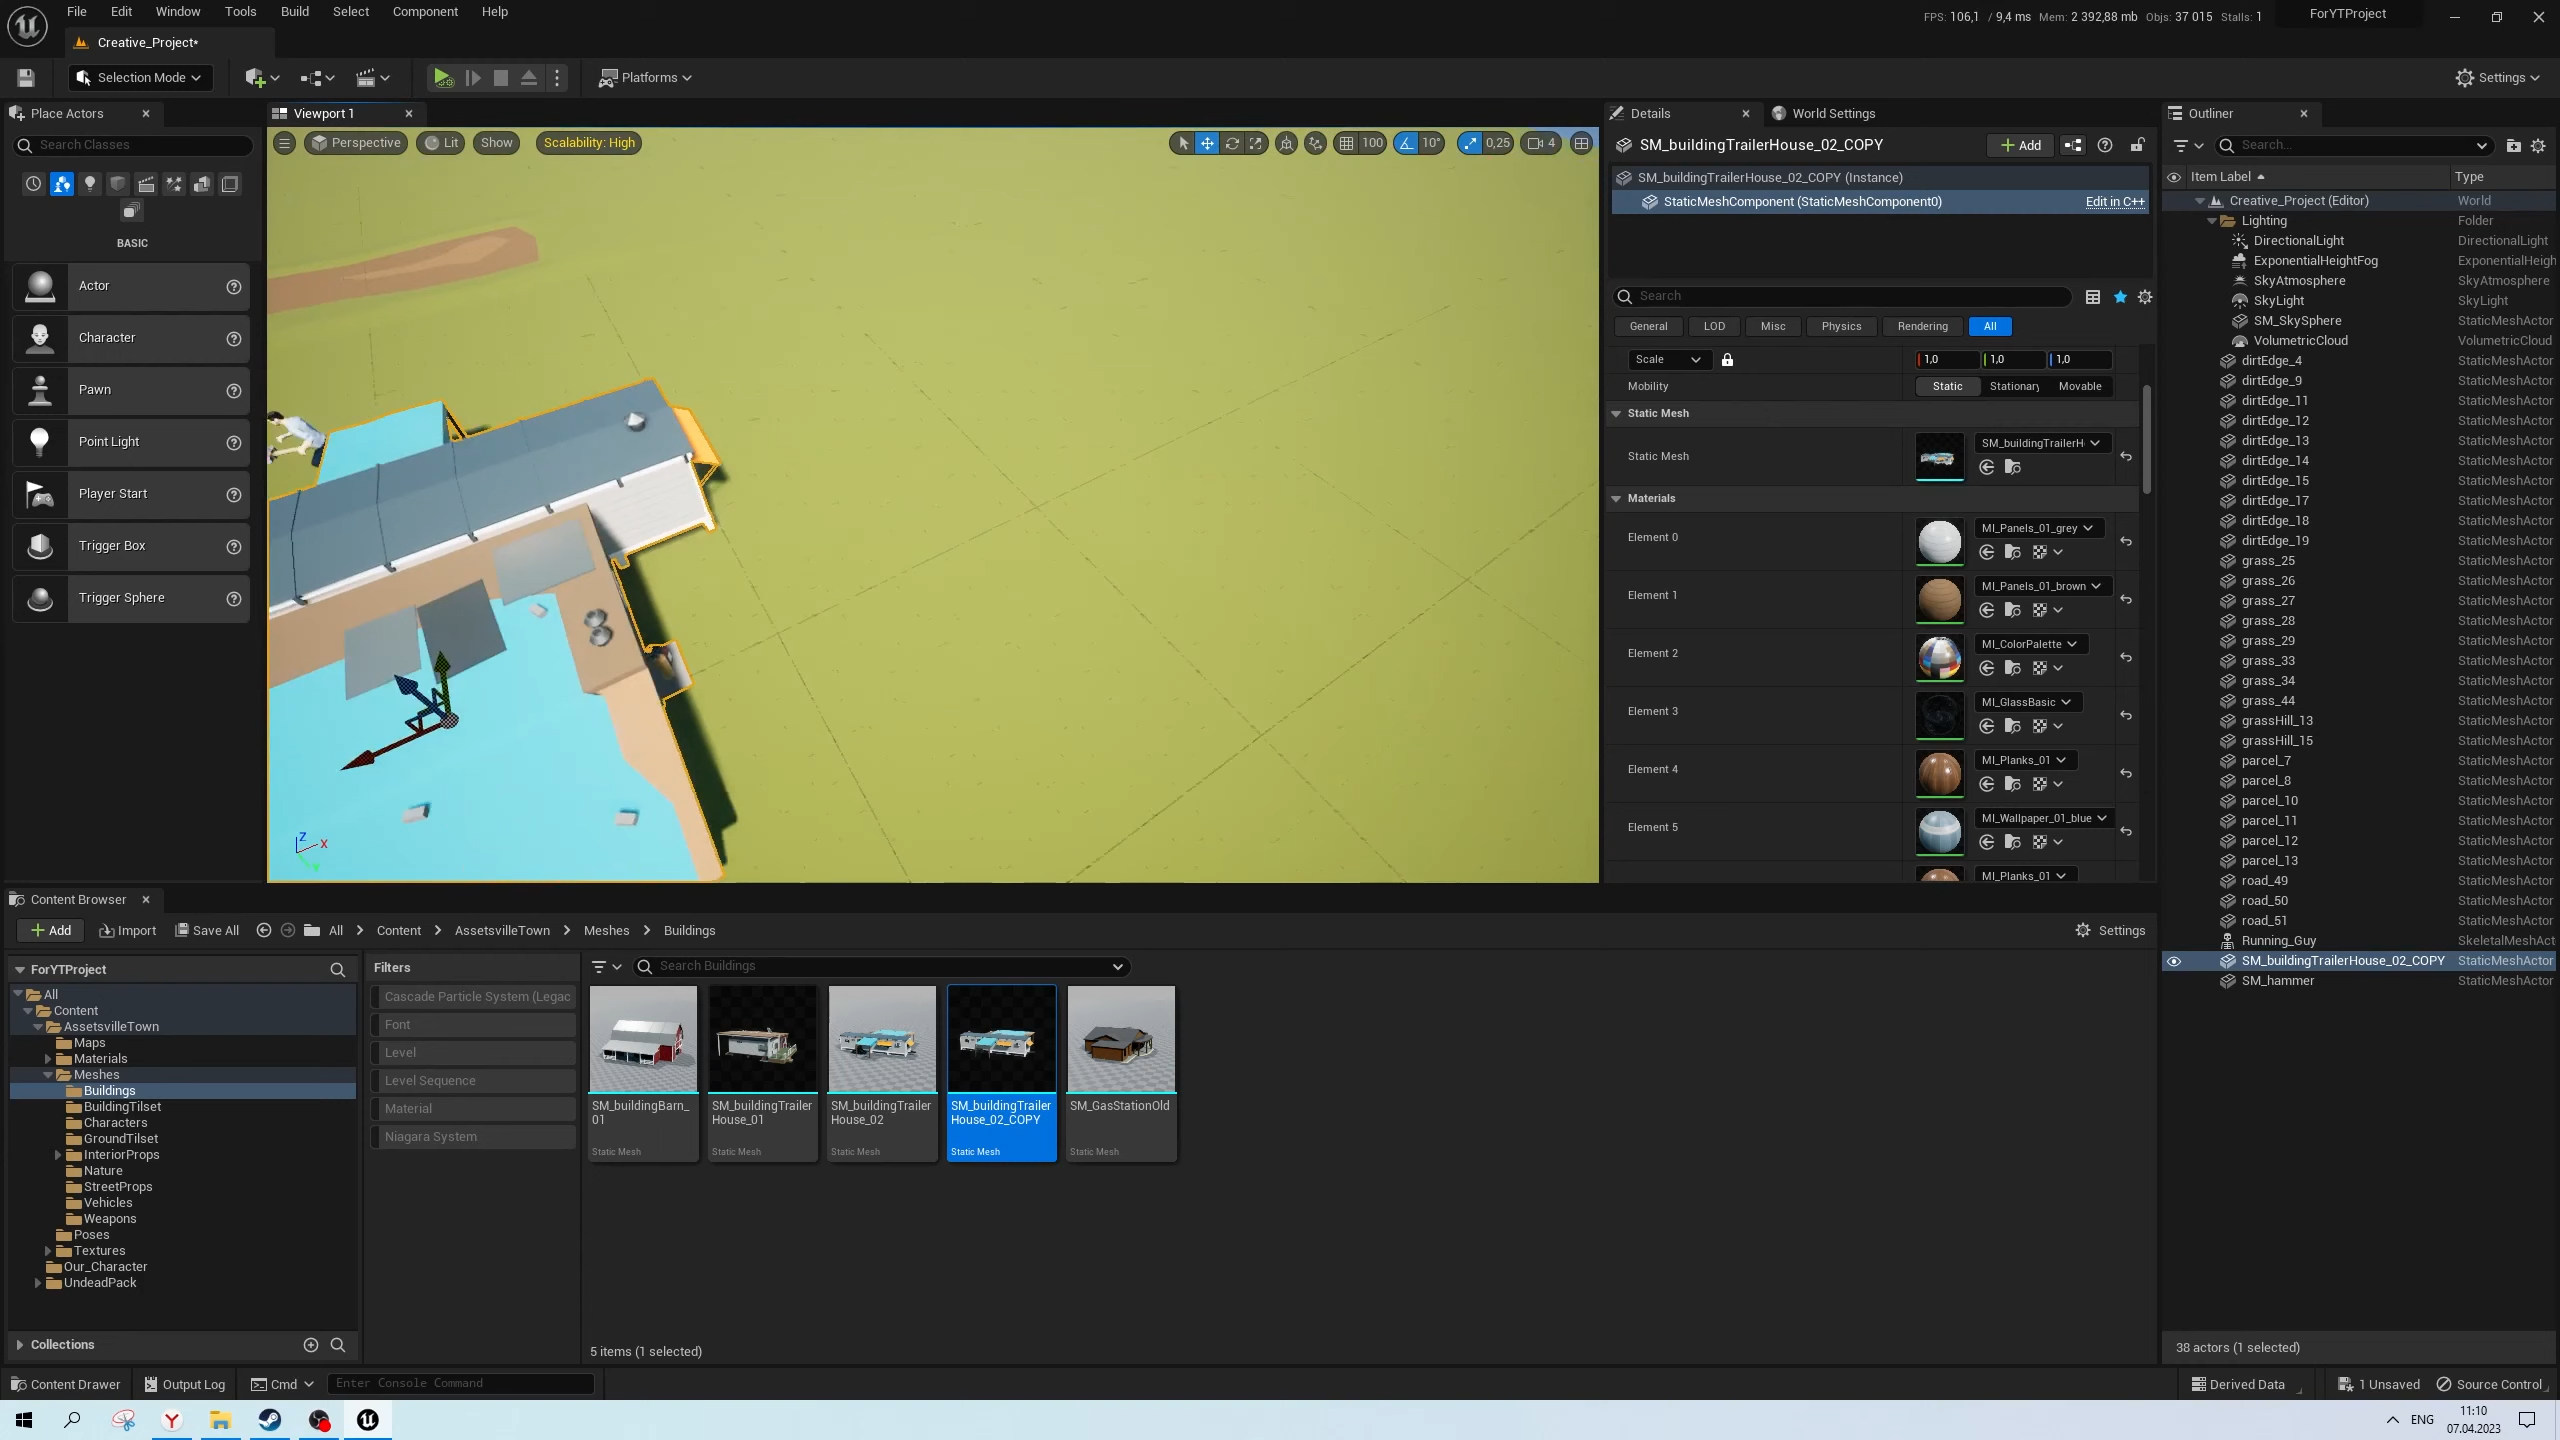 File Edit Window Tools Build Select Component Help
FPS: 106,1 / 9,4 ms Mem: 2 392,88 mb Objs: 37 015 Stalls: 1
ForYTProject
Creative_Project*
Selection Mode
Platforms
Settings
Place Actors
Search Classes
BASIC
Actor
Character
Pawn
Point Light
Player Start
Trigger Box
Trigger Sphere
Viewport 1
Perspective
Lit
Show
Scalability: High
100
10°
0,25
4
Z
X
Y
Details
World Settings
SM_buildingTrailerHouse_02_COPY
Add
SM_buildingTrailerHouse_02_COPY (Instance)
StaticMeshComponent (StaticMeshComponent0)
Edit in C++
Search
General LOD Misc Physics Rendering All
Scale 1,0 1,0 1,0
Mobility Static Stationary Movable
Static Mesh
Static Mesh SM_buildingTrailerH
Materials
Element 0 MI_Panels_01_grey
Element 1 MI_Panels_01_brown
Element 2 MI_ColorPalette
Element 3 MI_GlassBasic
Element 4 MI_Planks_01
Element 5 MI_Wallpaper_01_blue
MI_Planks_01
Outliner
Search...
Item Label Type
Creative_Project (Editor) World
Lighting Folder
DirectionalLight DirectionalLight
ExponentialHeightFog ExponentialHeigh
SkyAtmosphere SkyAtmosphere
SkyLight SkyLight
SM_SkySphere StaticMeshActor
VolumetricCloud VolumetricCloud
dirtEdge_4 StaticMeshActor
dirtEdge_9 StaticMeshActor
dirtEdge_11 StaticMeshActor
dirtEdge_12 StaticMeshActor
dirtEdge_13 StaticMeshActor
dirtEdge_14 StaticMeshActor
dirtEdge_15 StaticMeshActor
dirtEdge_17 StaticMeshActor
dirtEdge_18 StaticMeshActor
dirtEdge_19 StaticMeshActor
grass_25 StaticMeshActor
grass_26 StaticMeshActor
grass_27 StaticMeshActor
grass_28 StaticMeshActor
grass_29 StaticMeshActor
grass_33 StaticMeshActor
grass_34 StaticMeshActor
grass_44 StaticMeshActor
grassHill_13 StaticMeshActor
grassHill_15 StaticMeshActor
parcel_7 StaticMeshActor
parcel_8 StaticMeshActor
parcel_10 StaticMeshActor
parcel_11 StaticMeshActor
parcel_12 StaticMeshActor
parcel_13 StaticMeshActor
road_49 StaticMeshActor
road_50 StaticMeshActor
road_51 StaticMeshActor
Running_Guy SkeletalMeshAct
SM_buildingTrailerHouse_02_COPY StaticMeshActor
SM_hammer StaticMeshActor
38 actors (1 selected)
Content Browser
Add Import Save All All Content AssetsvilleTown Meshes Buildings Settings
ForYTProject
All
Content
AssetsvilleTown
Maps
Materials
Meshes
Buildings
BuildingTilset
Characters
GroundTilset
InteriorProps
Nature
StreetProps
Vehicles
Weapons
Poses
Textures
Our_Character
UndeadPack
Collections
Filters
Cascade Particle System (Legac
Font
Level
Level Sequence
Material
Niagara System
Search Buildings
SM_buildingBarn_
01
Static Mesh
SM_buildingTrailer
House_01
Static Mesh
SM_buildingTrailer
House_02
Static Mesh
SM_buildingTrailer
House_02_COPY
Static Mesh
SM_GasStationOld
Static Mesh
5 items (1 selected)
Content Drawer Output Log Cmd Enter Console Command Derived Data 1 Unsaved Source Control
ENG
11:10
07.04.2023